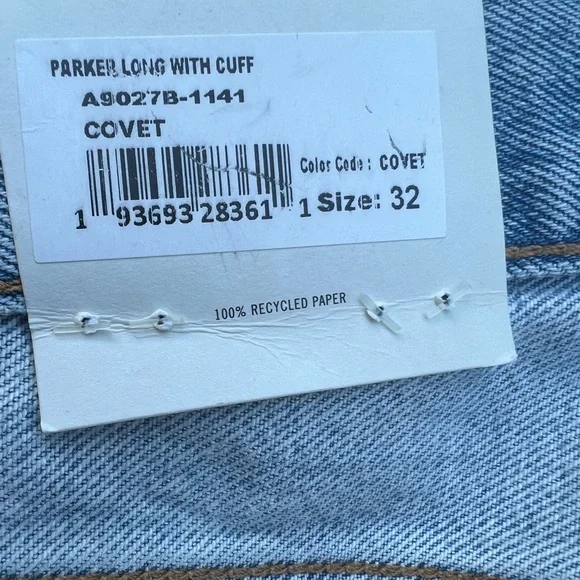 PARKER LONG WITH CUFF
A9027B-1141
COVET
Color Code : COVET
1 93693 28361 1 Size: 32
100% RECYCLED PAPER